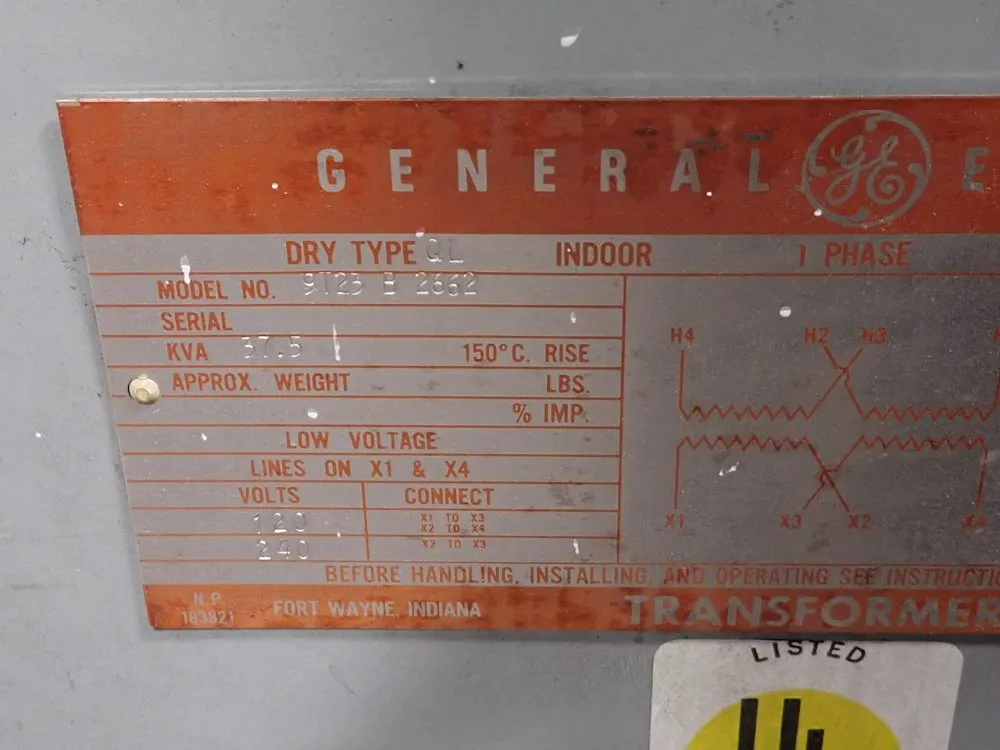 GENERAL GE E
DRY TYPE QL INDOOR 1 PHASE
MODEL NO. 9T23 B 2662
SERIAL
KVA 37.5 150°C. RISE
APPROX. WEIGHT LBS.
% IMP.
LOW VOLTAGE
LINES ON X1 & X4
VOLTS CONNECT
120 X1 TO X3
X2 TO X4
240 X2 TO X3
H4 H2 H3
X1 X3 X2 X4
BEFORE HANDLING, INSTALLING, AND OPERATING SEE INSTRUCTIO
N.P.
183821 FORT WAYNE, INDIANA TRANSFORMER
LISTED
UL